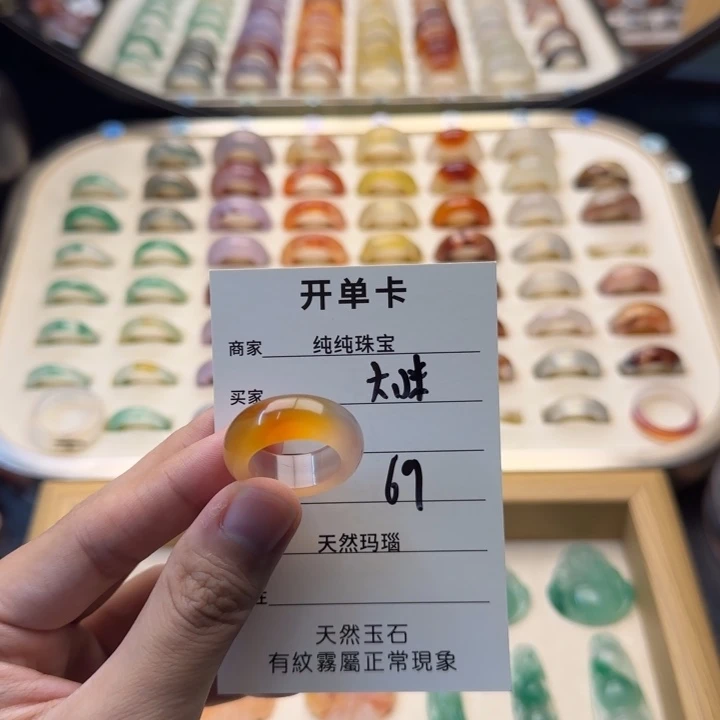 开单卡
商家 纯纯珠宝
买家 大咪
69
天然玛瑙
天然玉石
有紋霧屬正常現象